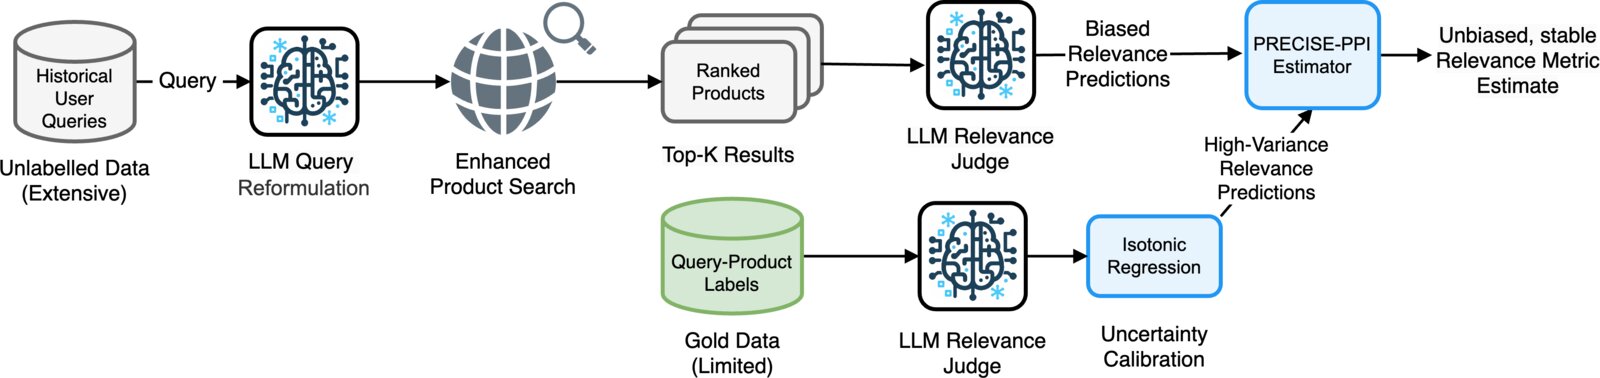 Historical
User
Queries
Unlabelled Data
(Extensive)
Query
LLM Query
Reformulation
Enhanced
Product Search
Ranked
Products
Top-K Results
LLM Relevance
Judge
Biased
Relevance
Predictions
PRECISE-PPI
Estimator
Unbiased, stable
Relevance Metric
Estimate
Query-Product
Labels
Gold Data
(Limited)
LLM Relevance
Judge
Isotonic
Regression
Uncertainty
Calibration
High-Variance
Relevance
Predictions